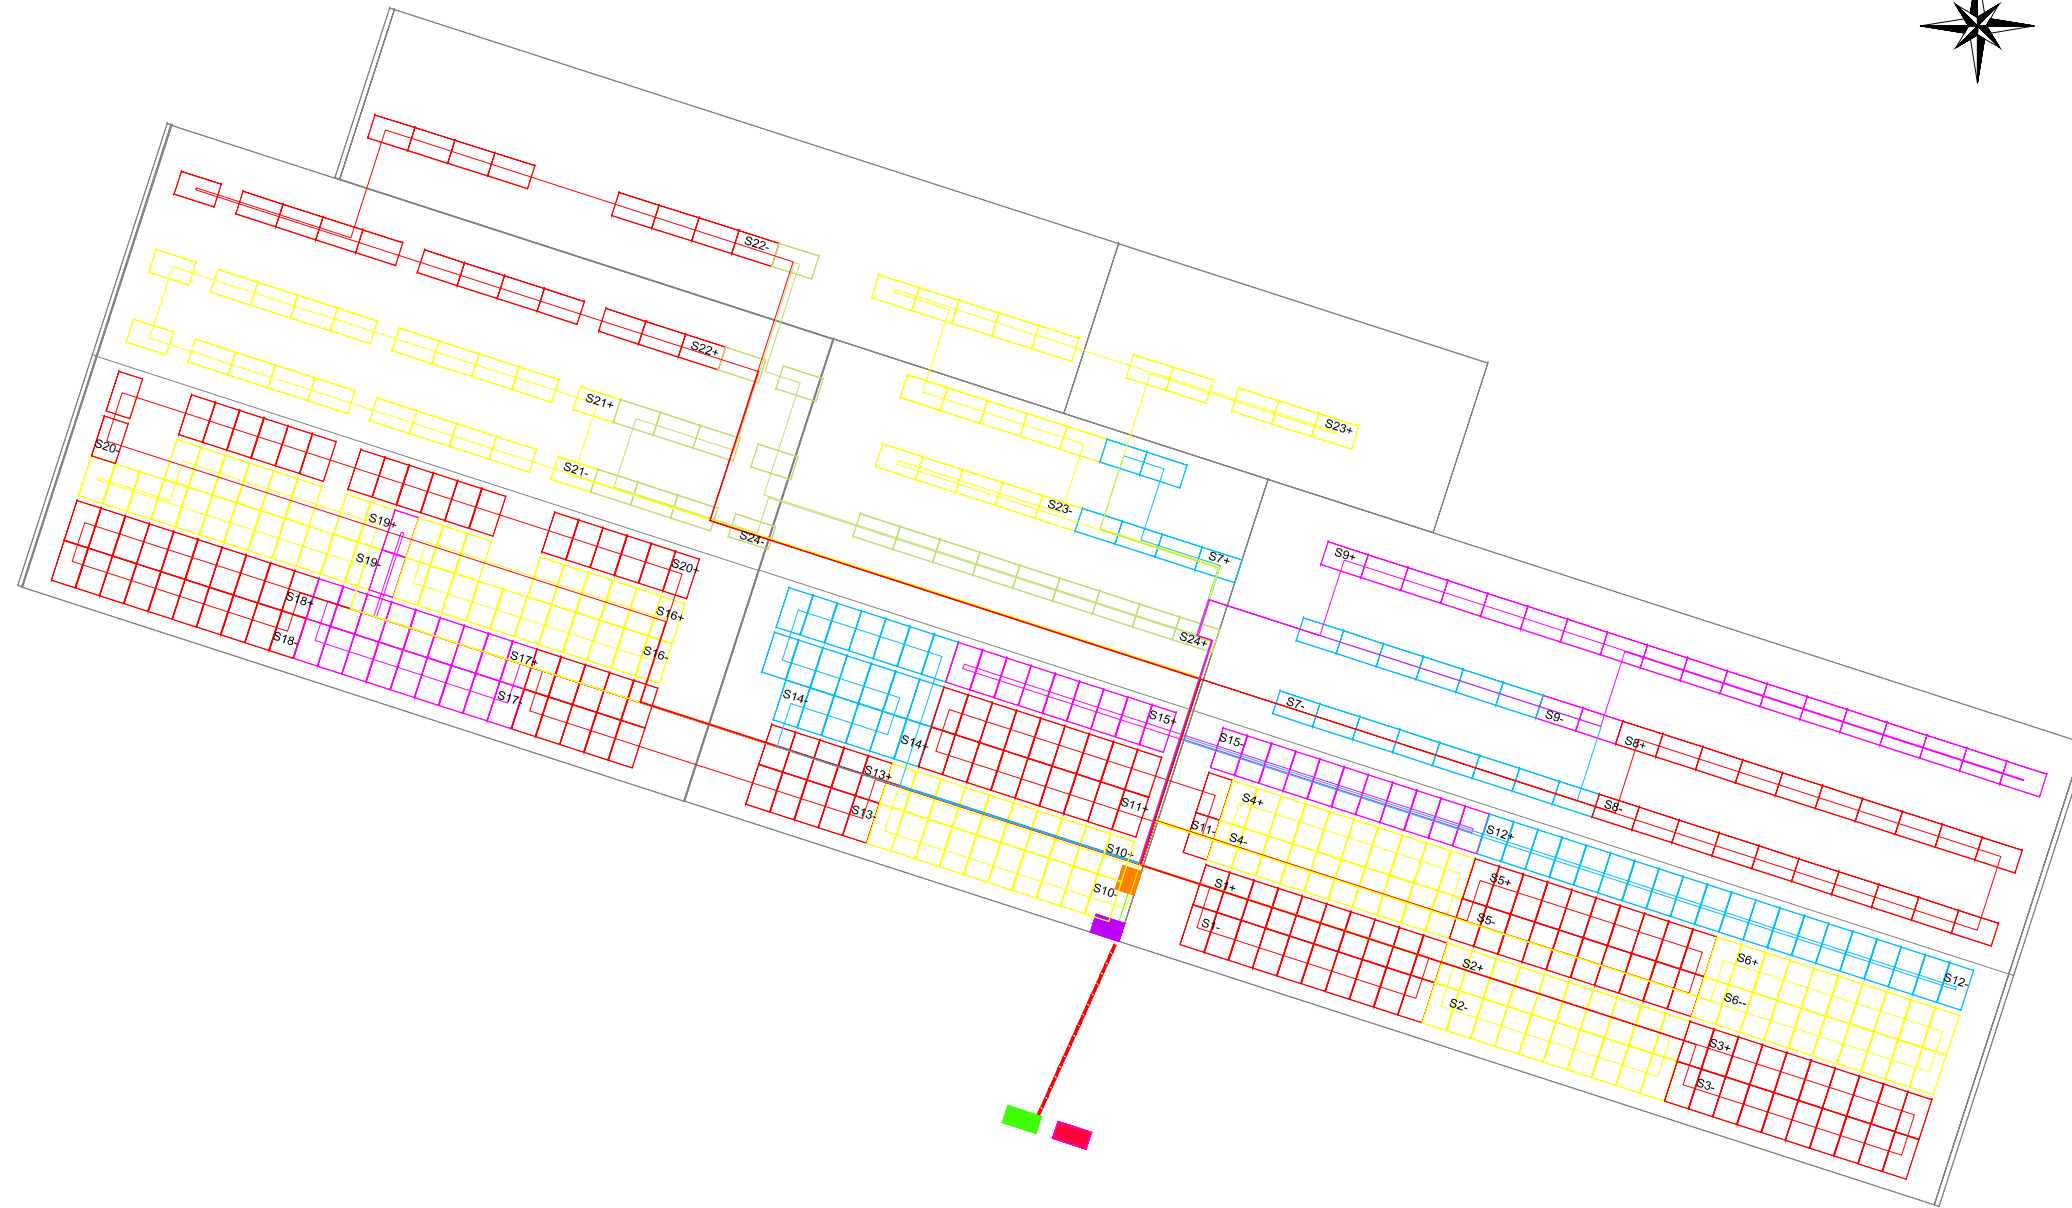 S22-
S22+
S21+
S23+
S21-
S20-
S23-
S24-
S7+
S9+
S19+
S19-
S20+
S18+
S16+
S18-
S16-
S24+
S17+
S17-
S7-
S9-
S14-
S15+
S8+
S14+
S15-
S13+
S13-
S11+
S8-
S4+
S11-
S4-
S12+
S10+
S10-
S1+
S1-
S5+
S5-
S2+
S2-
S6+
S6--
S12-
S3+
S3-